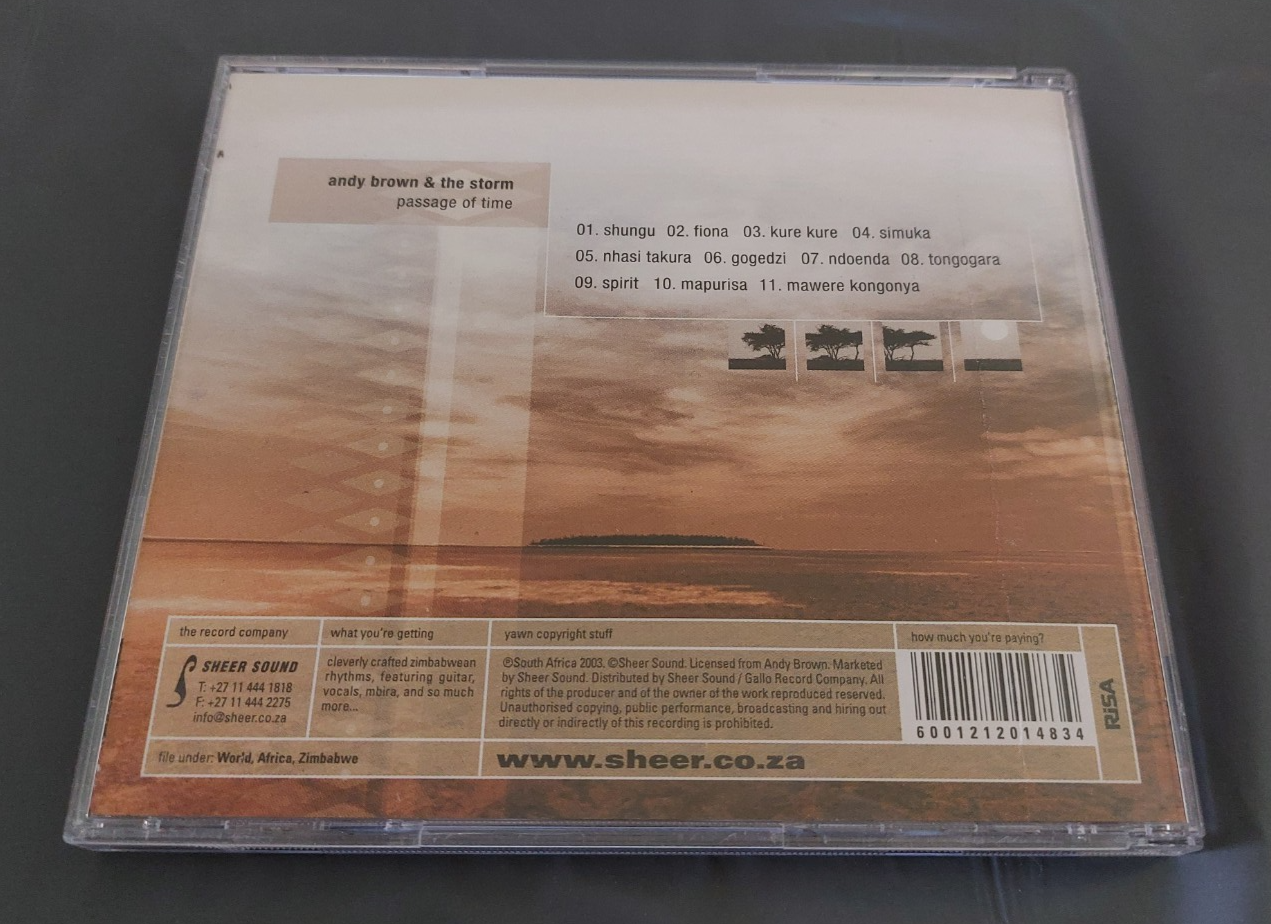 andy brown & the storm
passage of time
01. shungu 02. fiona 03. kure kure 04. simuka
05. nhasi takura 06. gogedzi 07. ndoenda 08. tongogara
09. spirit 10. mapurisa 11. mawere kongonya
the record company
SHEER SOUND
T: +27 11 444 1818
F: +27 11 444 2275
info@sheer.co.za
what you're getting
cleverly crafted zimbabwean
rhythms, featuring guitar,
vocals, mbira, and so much
more...
yawn copyright stuff
℗South Africa 2003. ©Sheer Sound. Licensed from Andy Brown. Marketed
by Sheer Sound. Distributed by Sheer Sound / Gallo Record Company. All
rights of the producer and of the owner of the work reproduced reserved.
Unauthorised copying, public performance, broadcasting and hiring out
directly or indirectly of this recording is prohibited.
how much you're paying?
6001212014834
RiSA
file under: World, Africa, Zimbabwe
www.sheer.co.za